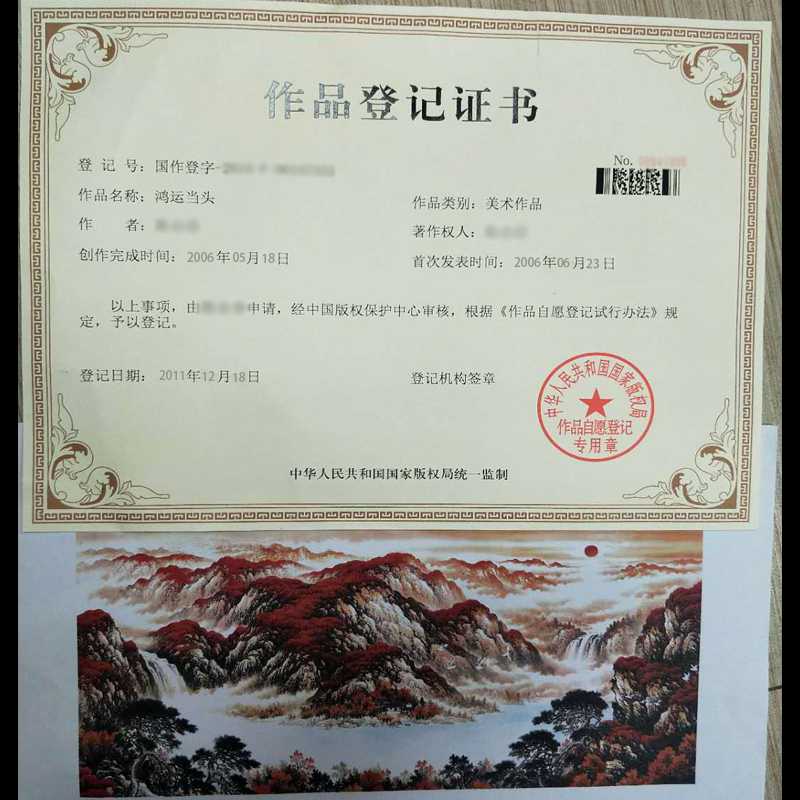 作品登记证书
登记号：国作登字-
No.
作品名称：鸿运当头
作品类别：美术作品
作者：
著作权人：
创作完成时间：2006年05月18日
首次发表时间：2006年06月23日
以上事项，由
申请，经中国版权保护中心审核，根据《作品自愿登记试行办法》规
定，予以登记。
登记日期：2011年12月18日
登记机构签章
中华人民共和国国家版权局
作品自愿登记
专用章
中华人民共和国国家版权局统一监制